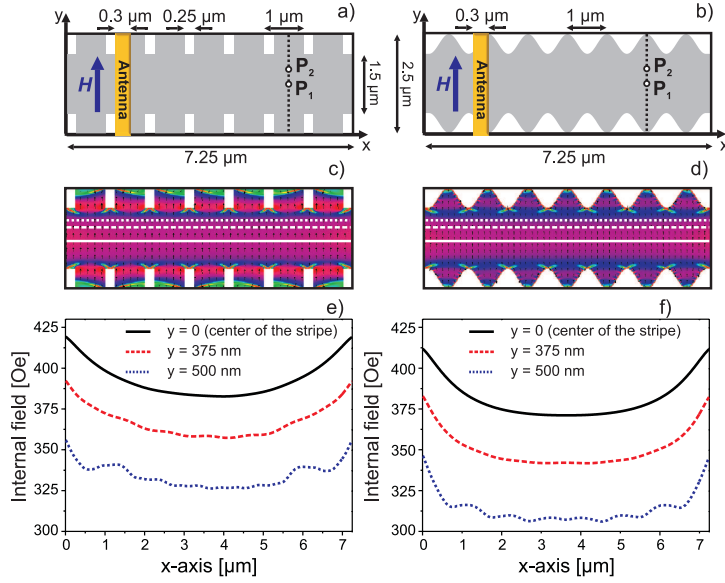 a)
0.3 µm
0.25 µm
1 µm
y
H
Antenna
P2
P1
1.5 µm
2.5 µm
x
7.25 µm
b)
0.3 µm
1 µm
y
H
Antenna
P2
P1
x
7.25 µm
c)
d)
e)
425
400
375
350
325
300
Internal field [Oe]
y = 0 (center of the stripe)
y = 375 nm
y = 500 nm
0 1 2 3 4 5 6 7
x-axis [µm]
f)
425
400
375
350
325
300
Internal field [Oe]
y = 0 (center of the stripe)
y = 375 nm
y = 500 nm
0 1 2 3 4 5 6 7
x-axis [µm]